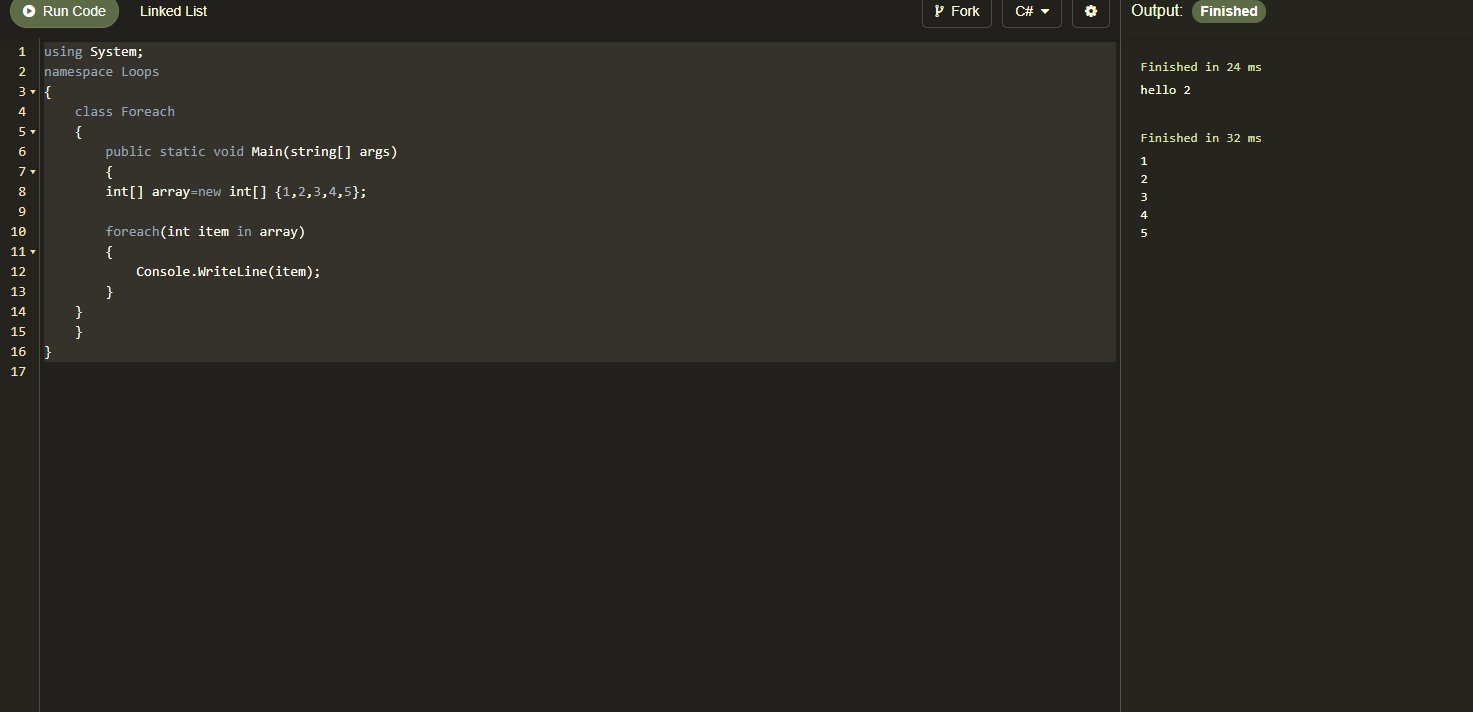 Run Code Linked List Fork C# Output: Finished
1 using System;
2 namespace Loops
3 {
4     class Foreach
5     {
6         public static void Main(string[] args)
7         {
8         int[] array=new int[] {1,2,3,4,5};
9
10         foreach(int item in array)
11         {
12             Console.WriteLine(item);
13         }
14     }
15     }
16 }
17
Finished in 24 ms
hello 2
Finished in 32 ms
1
2
3
4
5